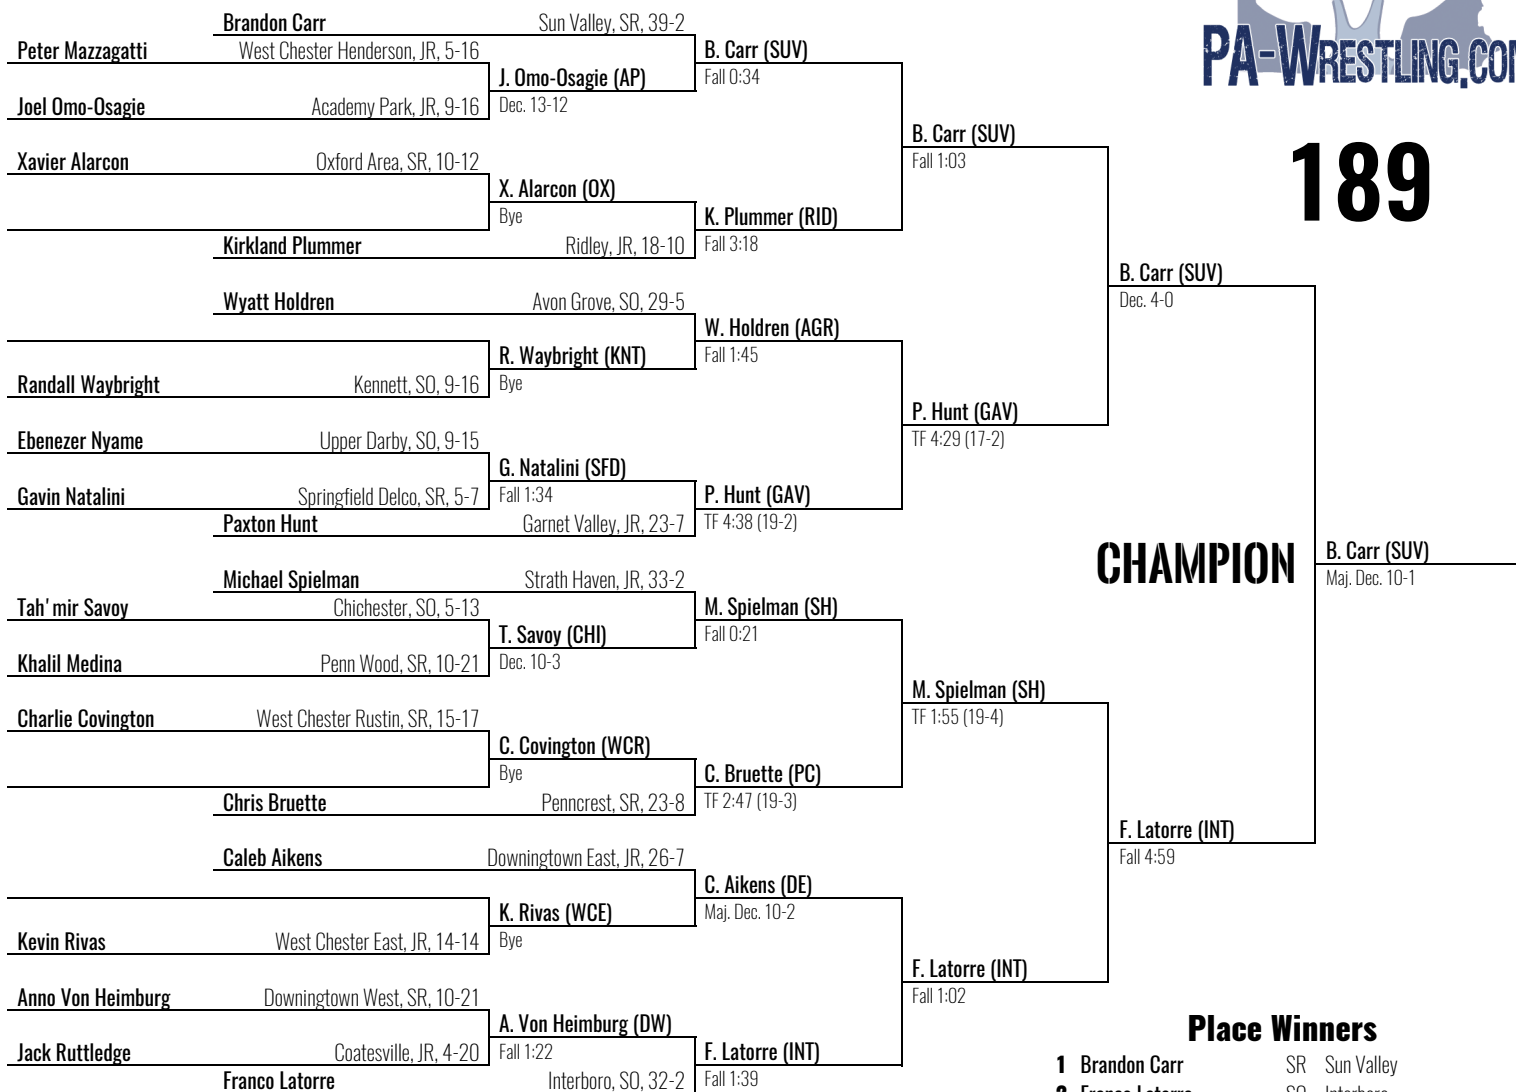 Brandon Carr Sun Valley, SR, 39-2
Peter Mazzagatti West Chester Henderson, JR, 5-16
B. Carr (SUV)
Fall 0:34
J. Omo-Osagie (AP)
Dec. 13-12
Joel Omo-Osagie Academy Park, JR, 9-16
B. Carr (SUV)
Fall 1:03
Xavier Alarcon Oxford Area, SR, 10-12
X. Alarcon (OX)
Bye
K. Plummer (RID)
Fall 3:18
Kirkland Plummer Ridley, JR, 18-10
B. Carr (SUV)
Dec. 4-0
Wyatt Holdren Avon Grove, SO, 29-5
W. Holdren (AGR)
Fall 1:45
R. Waybright (KNT)
Bye
Randall Waybright Kennett, SO, 9-16
P. Hunt (GAV)
TF 4:29 (17-2)
Ebenezer Nyame Upper Darby, SO, 9-15
G. Natalini (SFD)
Fall 1:34
Gavin Natalini Springfield Delco, SR, 5-7
P. Hunt (GAV)
TF 4:38 (19-2)
Paxton Hunt Garnet Valley, JR, 23-7
CHAMPION
B. Carr (SUV)
Maj. Dec. 10-1
Michael Spielman Strath Haven, JR, 33-2
Tah'mir Savoy Chichester, SO, 5-13
M. Spielman (SH)
Fall 0:21
T. Savoy (CHI)
Dec. 10-3
Khalil Medina Penn Wood, SR, 10-21
M. Spielman (SH)
TF 1:55 (19-4)
Charlie Covington West Chester Rustin, SR, 15-17
C. Covington (WCR)
Bye
C. Bruette (PC)
TF 2:47 (19-3)
Chris Bruette Penncrest, SR, 23-8
F. Latorre (INT)
Fall 4:59
Caleb Aikens Downingtown East, JR, 26-7
C. Aikens (DE)
Maj. Dec. 10-2
K. Rivas (WCE)
Bye
Kevin Rivas West Chester East, JR, 14-14
F. Latorre (INT)
Fall 1:02
Anno Von Heimburg Downingtown West, SR, 10-21
A. Von Heimburg (DW)
Fall 1:22
Jack Ruttledge Coatesville, JR, 4-20
F. Latorre (INT)
Fall 1:39
Franco Latorre Interboro, SO, 32-2
PA-WRESTLING.CO
189
Place Winners
1 Brandon Carr SR Sun Valley
2 Franco Latorre SO Interboro